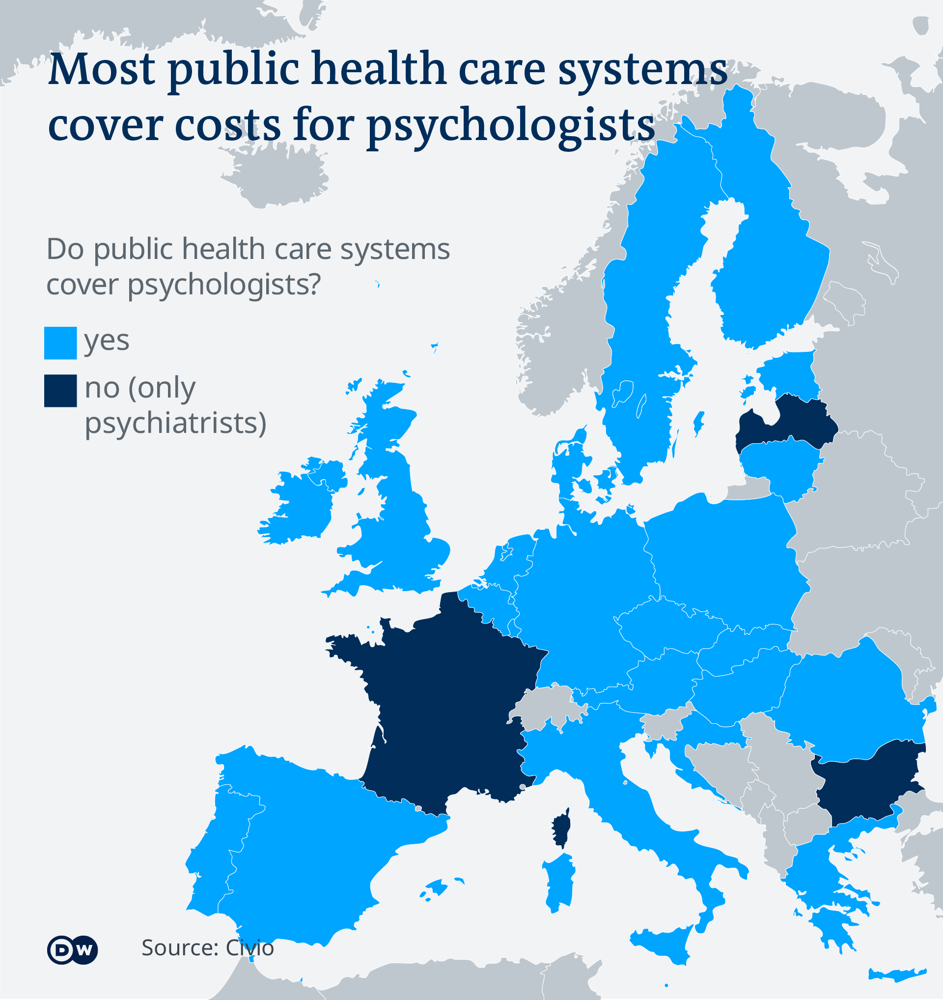 Most public health care systems
cover costs for psychologists
Do public health care systems
cover psychologists?
yes
no (only
psychiatrists)
DW
Source: Civio